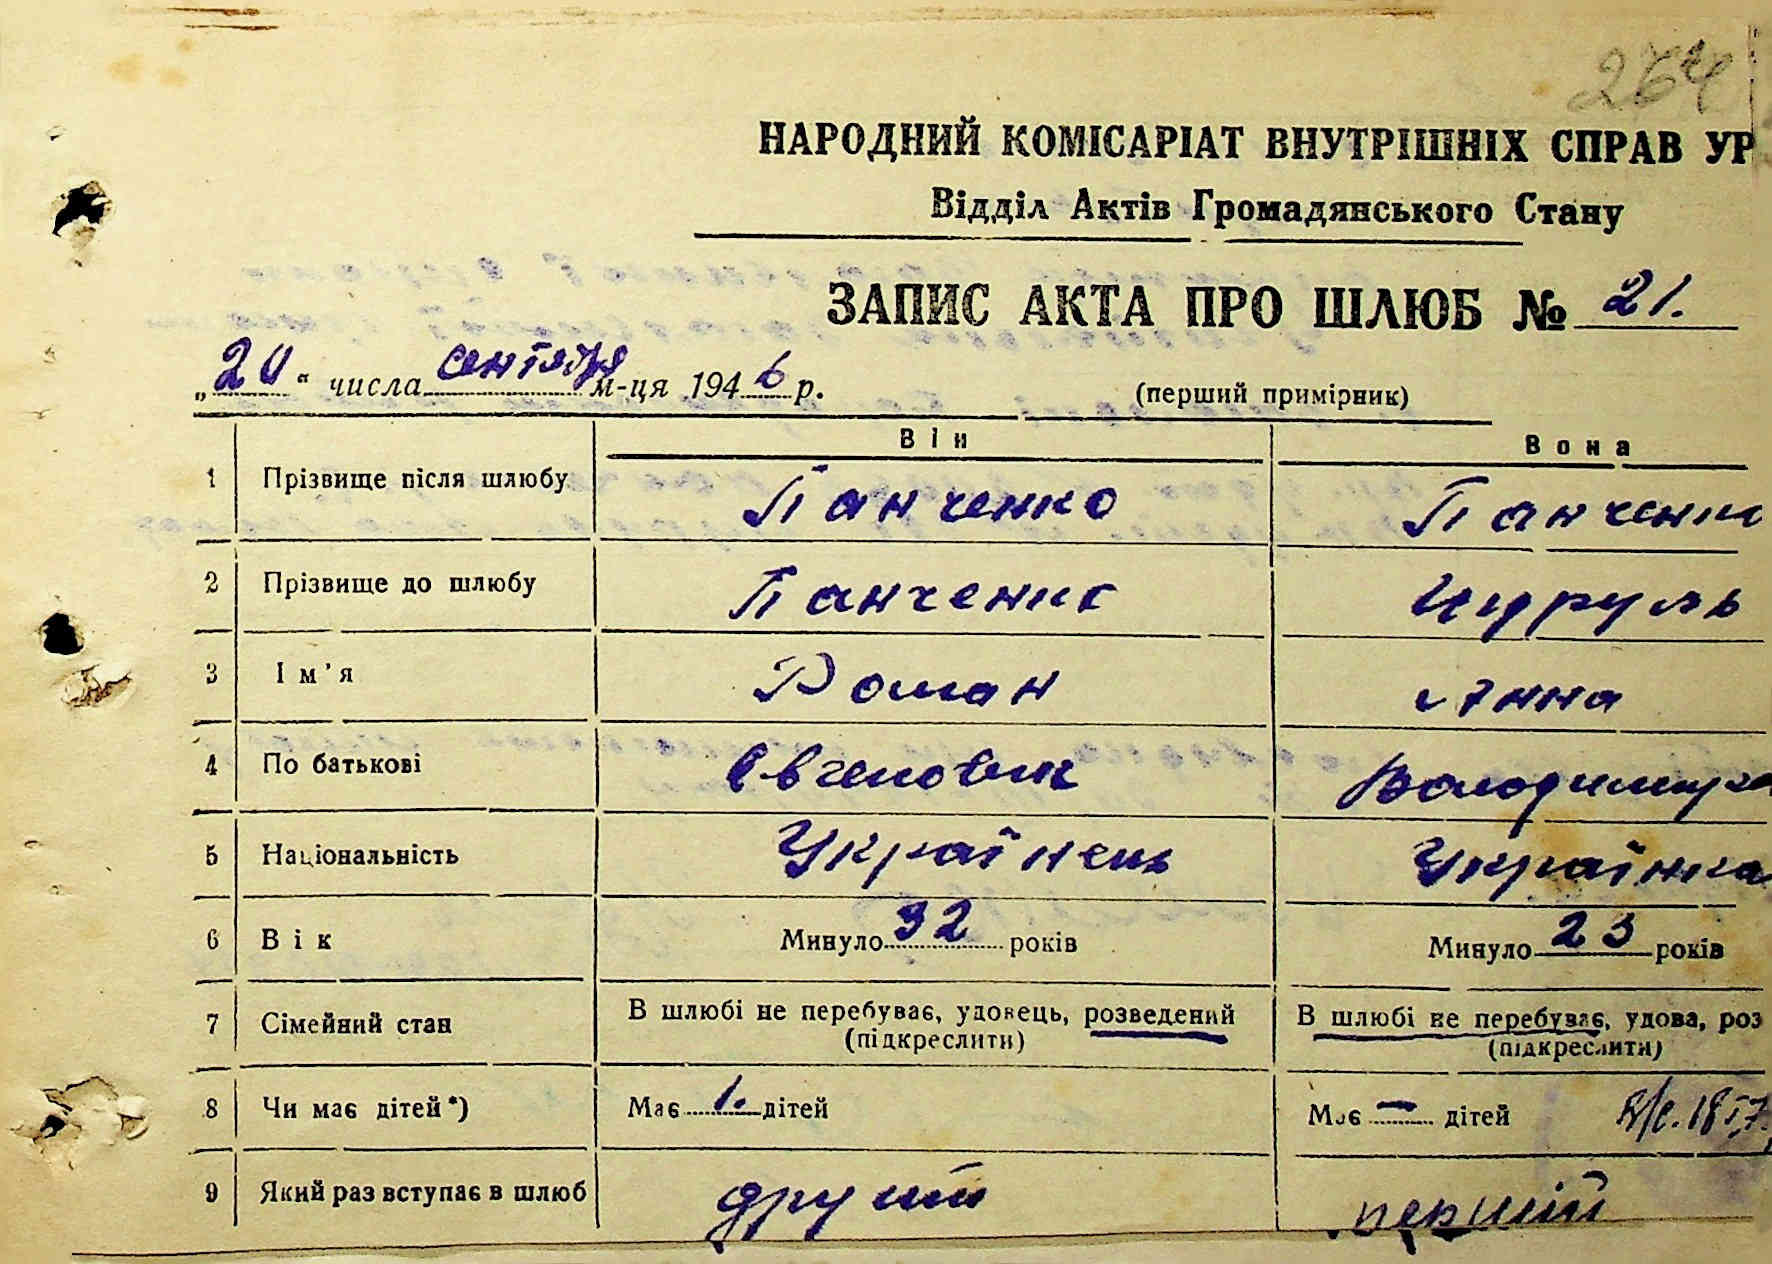 264
НАРОДНИЙ КОМІСАРІАТ ВНУТРІШНІХ СПРАВ УР
Відділ Актів Громадянського Стану
ЗАПИС АКТА ПРО ШЛЮБ № 21.
„20“ числа сентября м-ця 1946 р. (перший примірник)
Він Вона
1 Прізвище після шлюбу Панченко Панченко
2 Прізвище до шлюбу Панченко
3 Ім'я Роман Анна
4 По батькові Євгенович
5 Національність Українець Українка
6 Вік Минуло 32 років Минуло 23 років
7 Сімейний стан В шлюбі не перебуває, удовець, розведений В шлюбі не перебуває, удова, роз
(підкреслити) (підкреслити)
8 Чи має дітей*) Має 1. дітей Має — дітей
9 Який раз вступає в шлюб другий перший